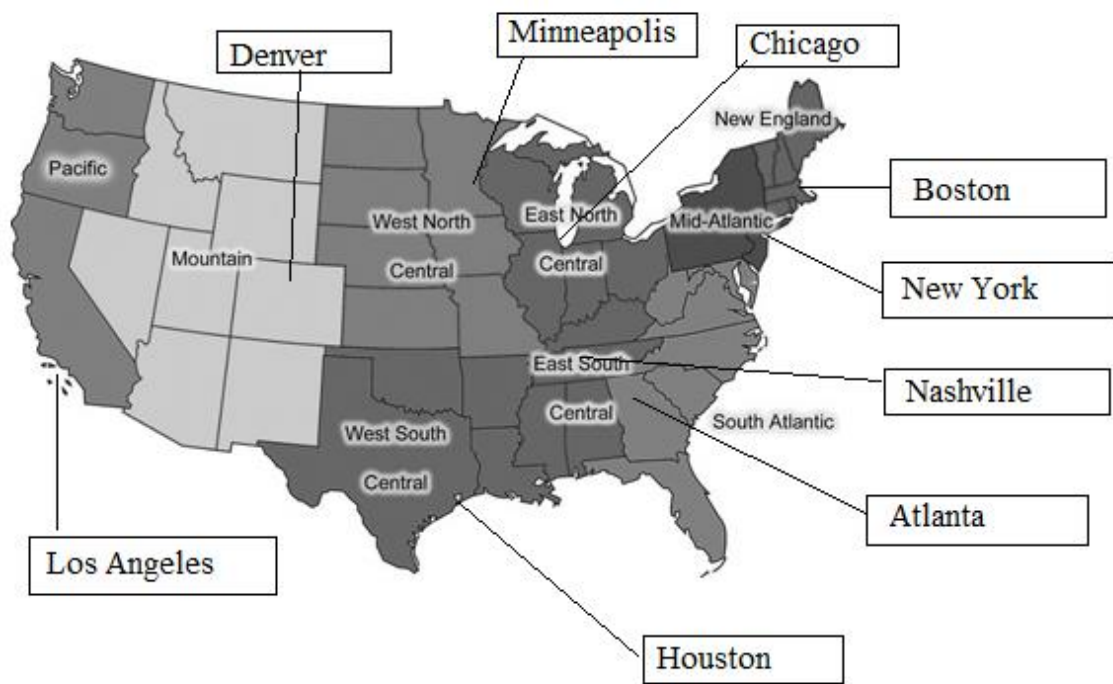 Minneapolis
Chicago
Denver
New England
Pacific
Boston
West North
East North
Mid-Atlantic
Mountain
Central
Central
New York
East South
Nashville
Central
South Atlantic
West South
Central
Atlanta
Los Angeles
Houston